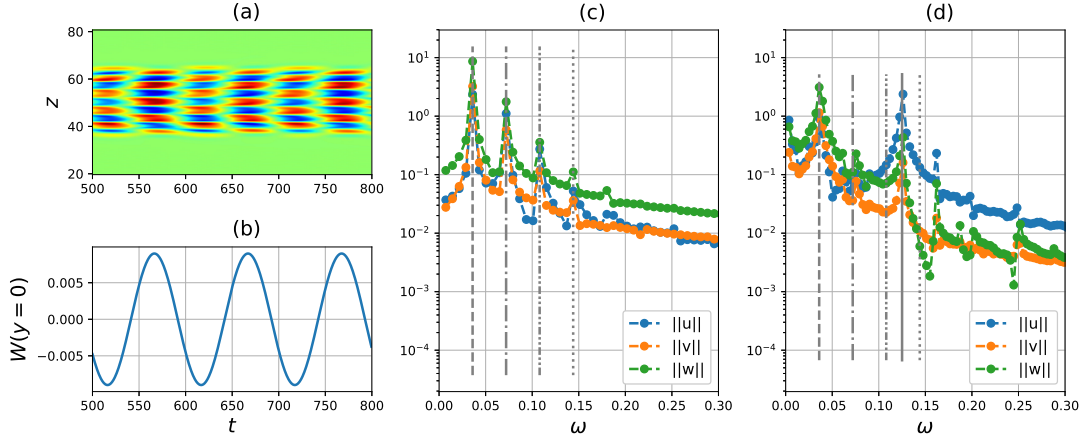 (a)
80
60
40
20
z
500 550 600 650 700 750 800
t
(b)
0.005
0.000
−0.005
W(y = 0)
500 550 600 650 700 750 800
t
(c)
10¹
10⁰
10⁻¹
10⁻²
10⁻³
10⁻⁴
||u||
||v||
||w||
0.00 0.05 0.10 0.15 0.20 0.25 0.30
ω
(d)
10¹
10⁰
10⁻¹
10⁻²
10⁻³
10⁻⁴
||u||
||v||
||w||
0.00 0.05 0.10 0.15 0.20 0.25 0.30
ω